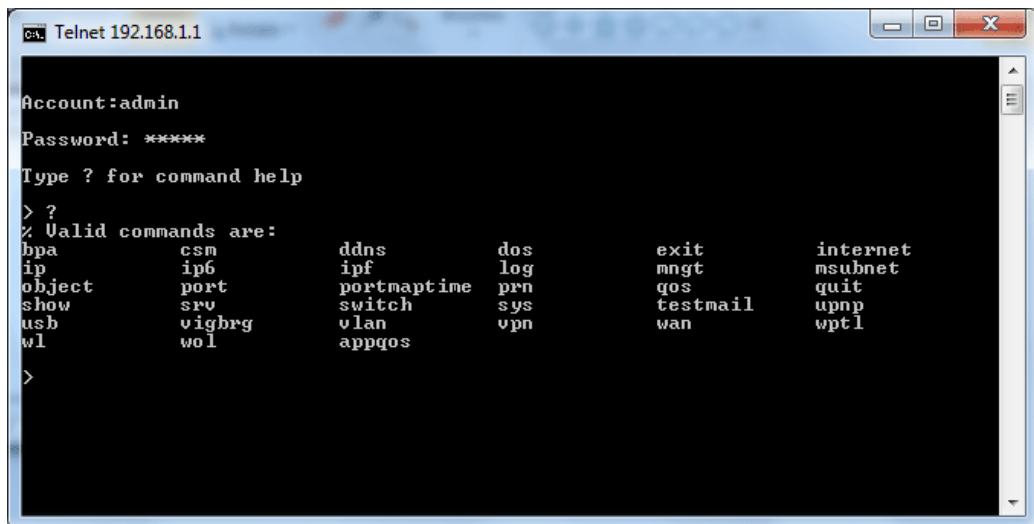 Telnet 192.168.1.1
Account:admin
Password: *****
Type ? for command help
> ?
% Valid commands are:
bpa csm ddns dos exit internet
ip ip6 ipf log mngt msubnet
object port portmaptime prn qos quit
show srv switch sys testmail upnp
usb vigbrg vlan vpn wan wptl
wl wol appqos
>